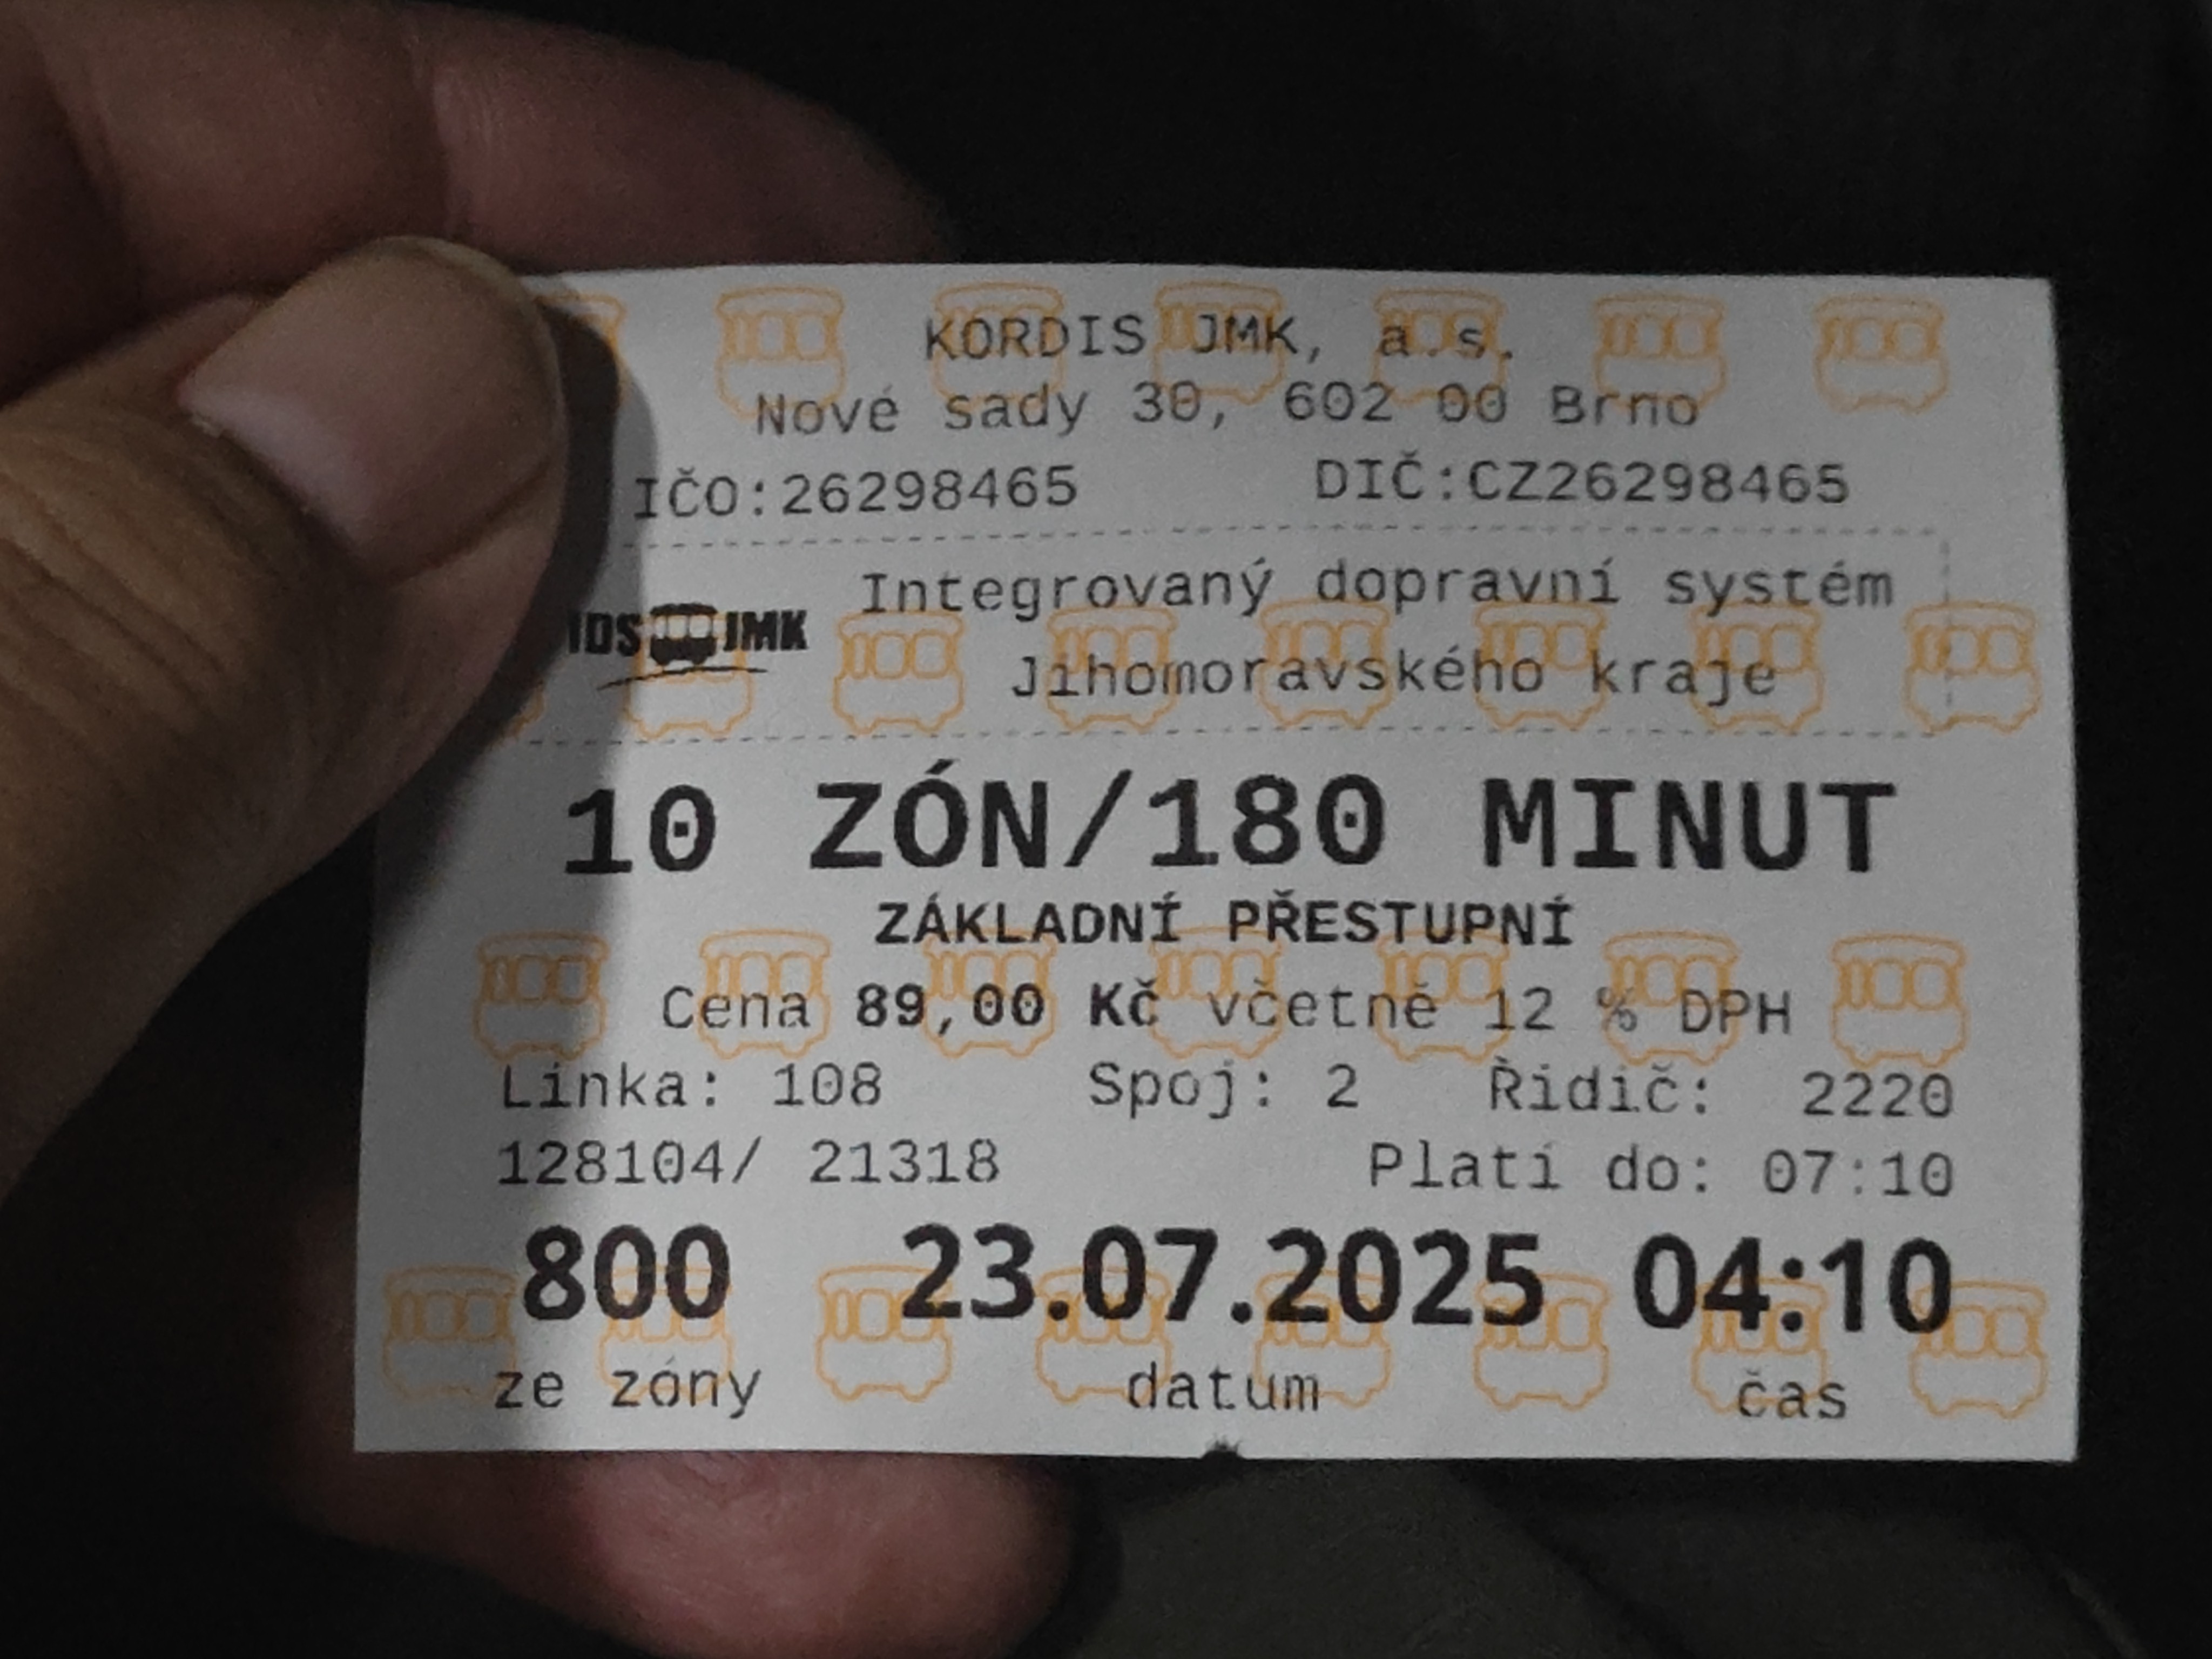 KORDIS JMK, a.s.
Nové sady 30, 602 00 Brno
IČO:26298465 DIČ:CZ26298465
IDS JMK
Integrovaný dopravní systém
Jihomoravského kraje
10 ZÓN/180 MINUT
ZÁKLADNÍ PŘESTUPNÍ
Cena 89,00 Kč včetně 12 % DPH
Linka: 108 Spoj: 2 Řidič: 2220
128104/ 21318 Platí do: 07:10
800 23.07.2025 04:10
ze zóny datum čas